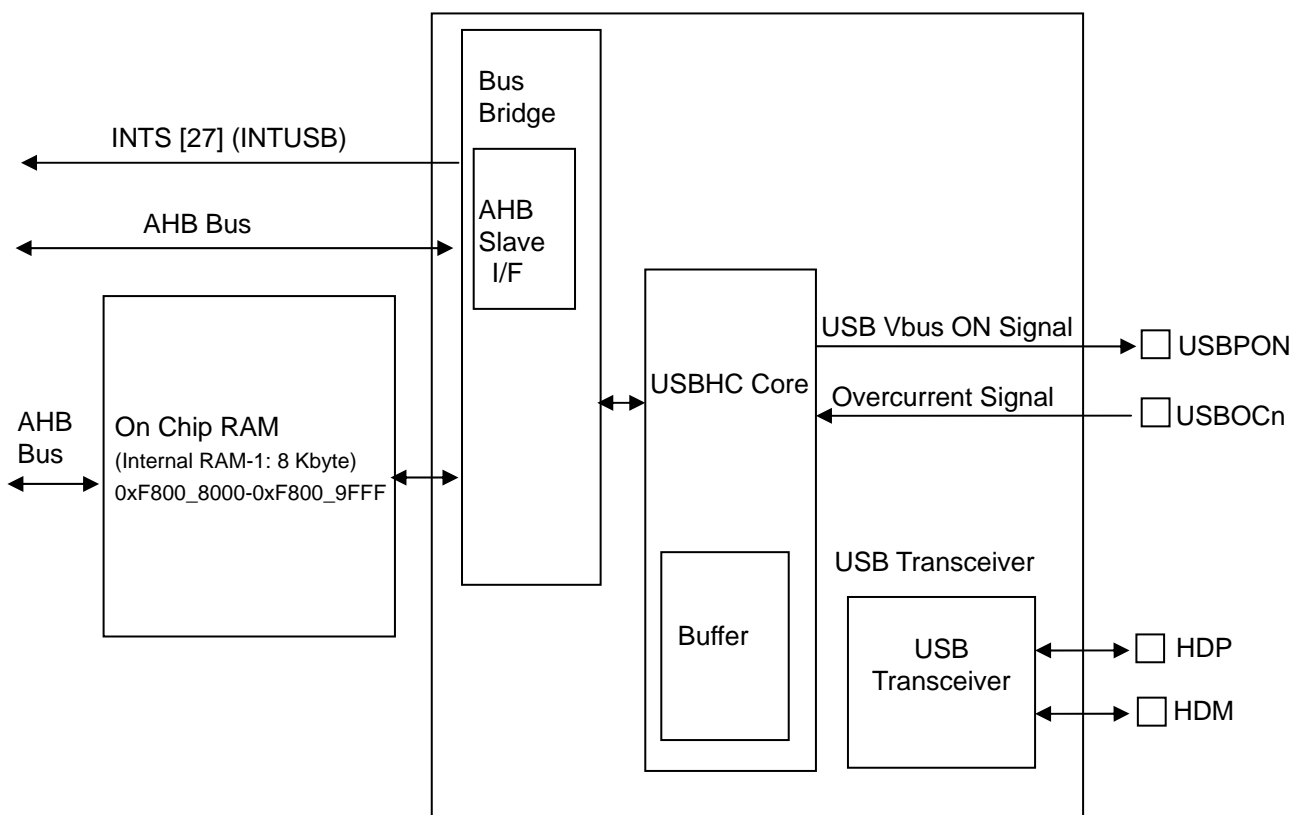 Bus
Bridge
INTS [27] (INTUSB)
AHB
Slave
I/F
AHB Bus
USB Vbus ON Signal
USBPON
USBHC Core
Overcurrent Signal
USBOCn
AHB
Bus
On Chip RAM
(Internal RAM-1: 8 Kbyte)
0xF800_8000-0xF800_9FFF
USB Transceiver
Buffer
USB
Transceiver
HDP
HDM